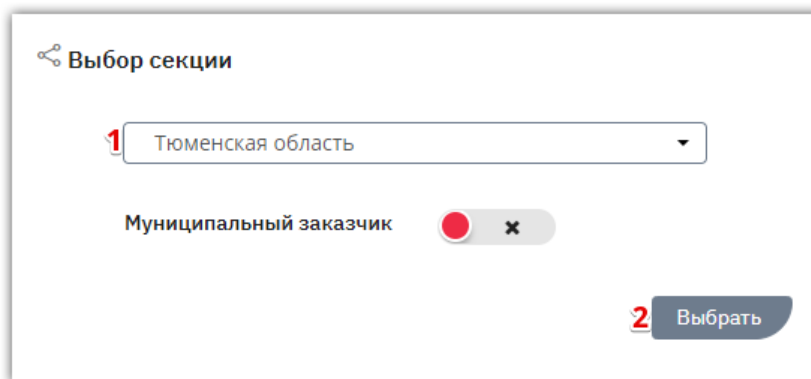 Выбор секции
1 Тюменская область
Муниципальный заказчик
2 Выбрать